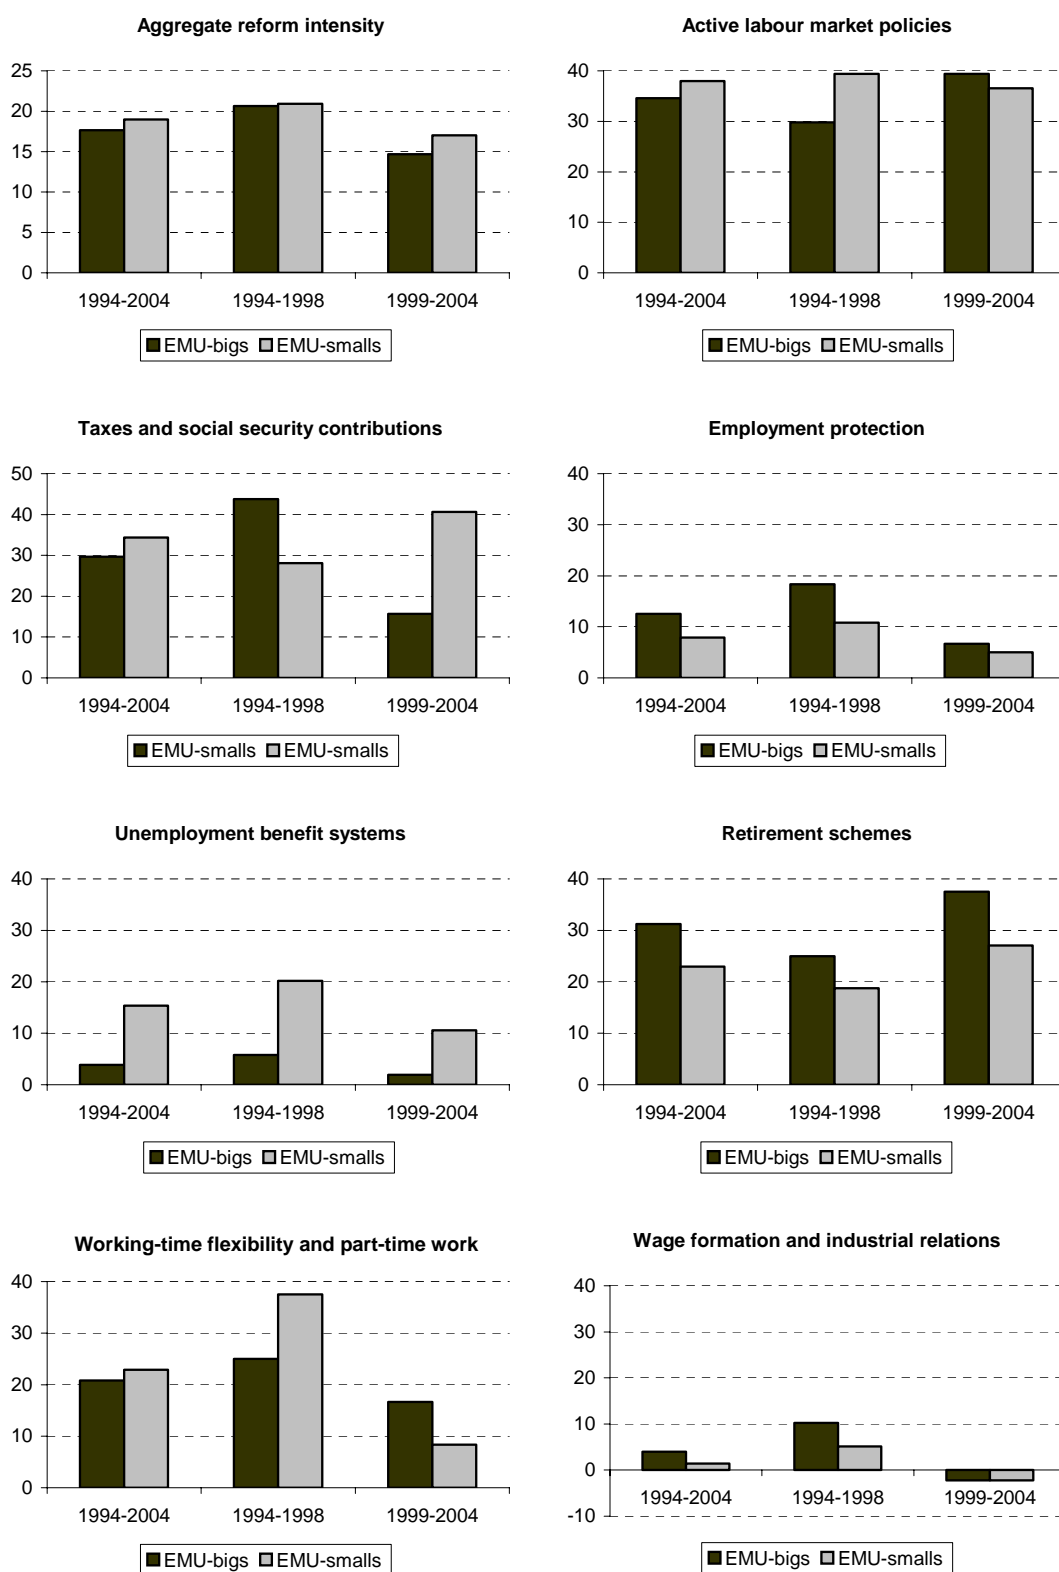 Aggregate reform intensity
25
20
15
10
5
0
1994-2004 1994-1998 1999-2004
EMU-bigs EMU-smalls
Active labour market policies
40
30
20
10
0
1994-2004 1994-1998 1999-2004
EMU-bigs EMU-smalls
Taxes and social security contributions
50
40
30
20
10
0
1994-2004 1994-1998 1999-2004
EMU-smalls EMU-smalls
Employment protection
40
30
20
10
0
1994-2004 1994-1998 1999-2004
EMU-bigs EMU-smalls
Unemployment benefit systems
40
30
20
10
0
1994-2004 1994-1998 1999-2004
EMU-bigs EMU-smalls
Retirement schemes
40
30
20
10
0
1994-2004 1994-1998 1999-2004
EMU-bigs EMU-smalls
Working-time flexibility and part-time work
40
30
20
10
0
1994-2004 1994-1998 1999-2004
EMU-bigs EMU-smalls
Wage formation and industrial relations
40
30
20
10
0
-10
1994-2004 1994-1998 1999-2004
EMU-bigs EMU-smalls